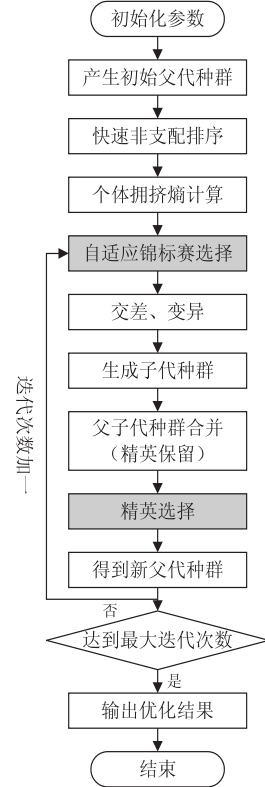 初始化参数
产生初始父代种群
快速非支配排序
个体拥挤熵计算
自适应锦标赛选择
交差、变异
生成子代种群
父子代种群合并
（精英保留）
精英选择
得到新父代种群
迭代次数加一
否
达到最大迭代次数
是
输出优化结果
结束